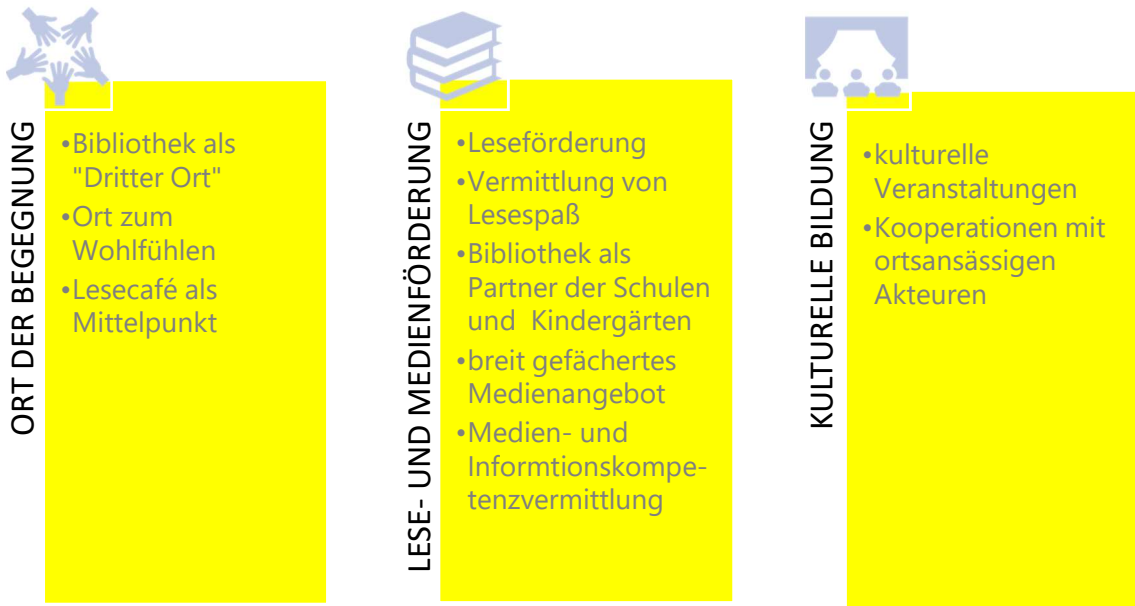 ORT DER BEGEGNUNG
•Bibliothek als
"Dritter Ort"
•Ort zum
Wohlfühlen
•Lesecafé als
Mittelpunkt
LESE- UND MEDIENFÖRDERUNG
•Leseförderung
•Vermittlung von
Lesespaß
•Bibliothek als
Partner der Schulen
und  Kindergärten
•breit gefächertes
Medienangebot
•Medien- und
Informtionskompe-
tenzvermittlung
KULTURELLE BILDUNG
•kulturelle
Veranstaltungen
•Kooperationen mit
ortsansässigen
Akteuren